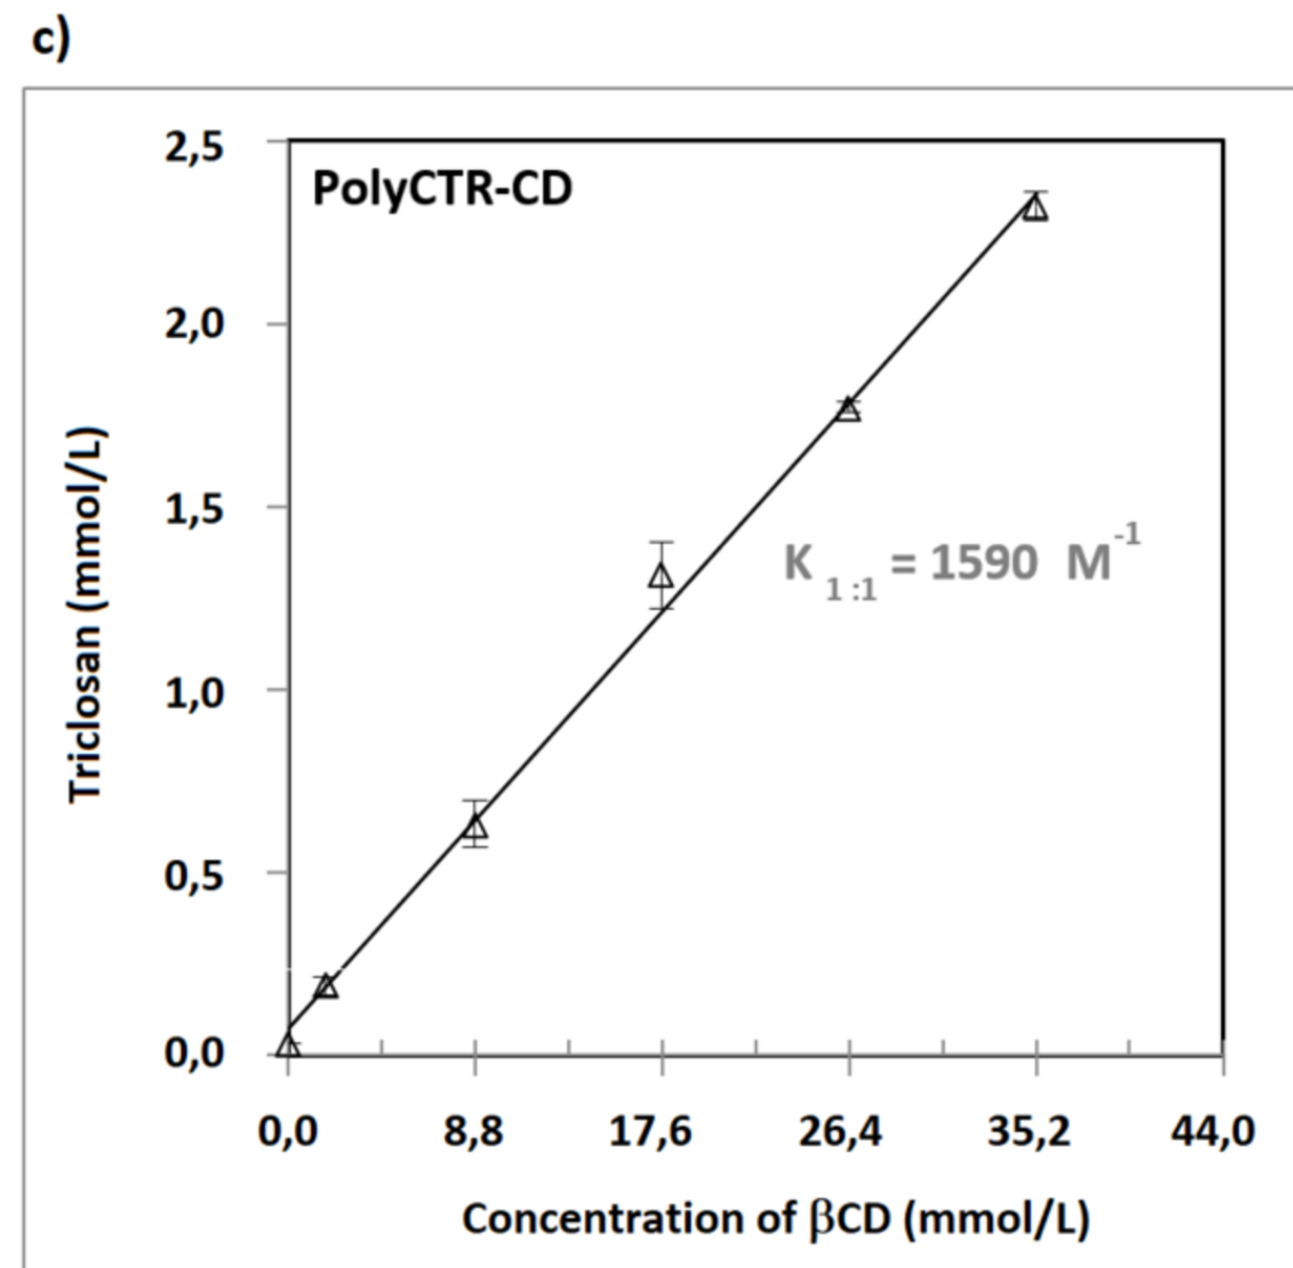 c)
2,5
PolyCTR-CD
2,0
1,5
K 1 :1 = 1590 M-1
1,0
0,5
0,0
Triclosan (mmol/L)
0,0 8,8 17,6 26,4 35,2 44,0
Concentration of βCD (mmol/L)